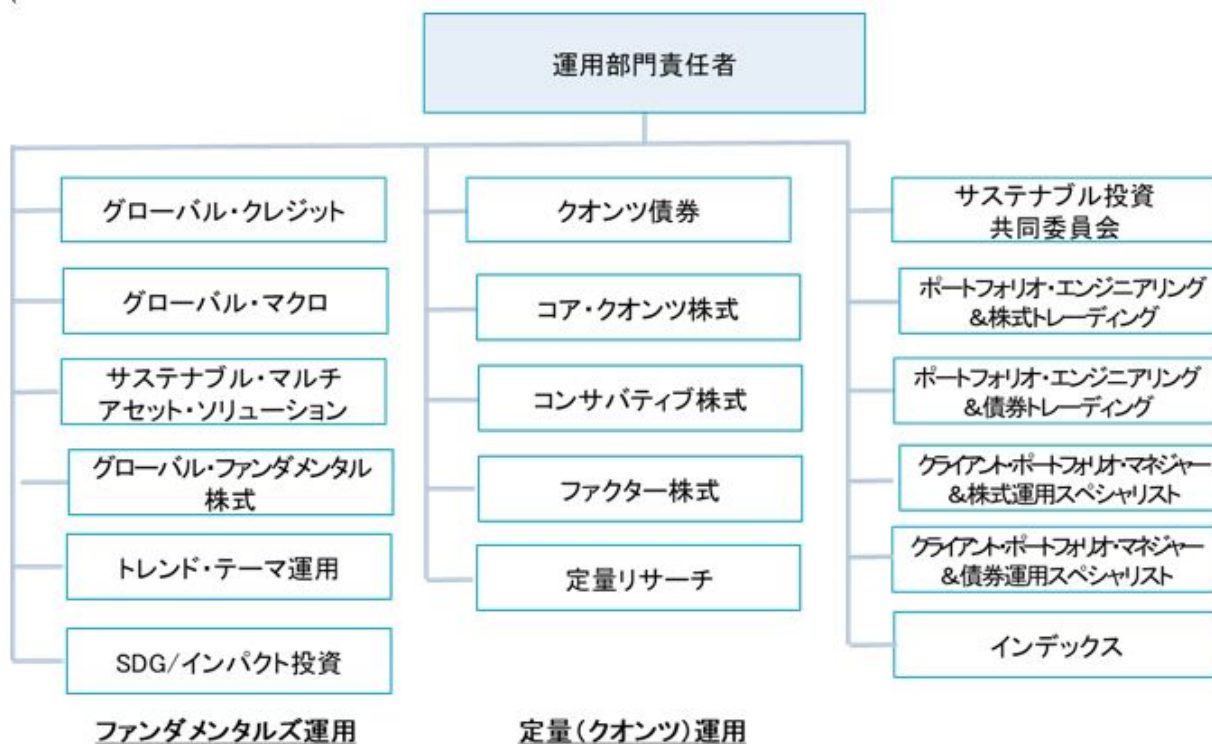 運用部門責任者
グローバル・クレジット
グローバル・マクロ
サステナブル・マルチ
アセット・ソリューション
グローバル・ファンダメンタル
株式
トレンド・テーマ運用
SDG/インパクト投資
ファンダメンタルズ運用
クオンツ債券
コア・クオンツ株式
コンサバティブ株式
ファクター株式
定量リサーチ
定量(クオンツ)運用
サステナブル投資
共同委員会
ポートフォリオ・エンジニアリング
&株式トレーディング
ポートフォリオ・エンジニアリング
&債券トレーディング
クライアント・ポートフォリオ・マネジャー
&株式運用スペシャリスト
クライアント・ポートフォリオ・マネジャー
&債券運用スペシャリスト
インデックス